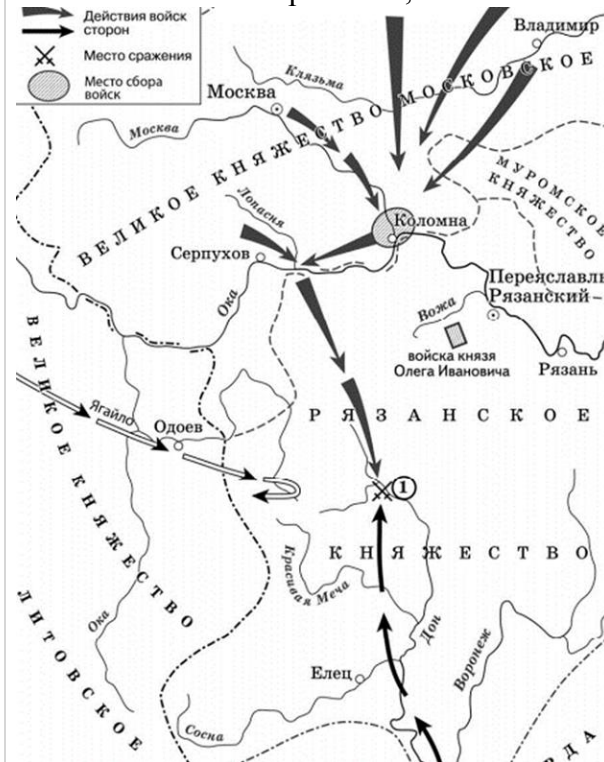 Действия войск
сторон
Место сражения
Место сбора
войск
Владимир
Клязьма
Москва
Москва
ВЕЛИКОЕ КНЯЖЕСТВО МОСКОВСКОЕ
МУРОМСКОЕ
КНЯЖЕСТВО
Лопасня
Коломна
Серпухов
Ока
Переяславль
Рязанский
Вожа
войска князя
Олега Ивановича
Рязань
Ягайло
Одоев
РЯЗАНСКОЕ
1
КНЯЖЕСТВО
Красивая Меча
Дон
Воронеж
Елец
Сосна
Ока
ВЕЛИКОЕ КНЯЖЕСТВО
ЛИТОВСКОЕ
РДА